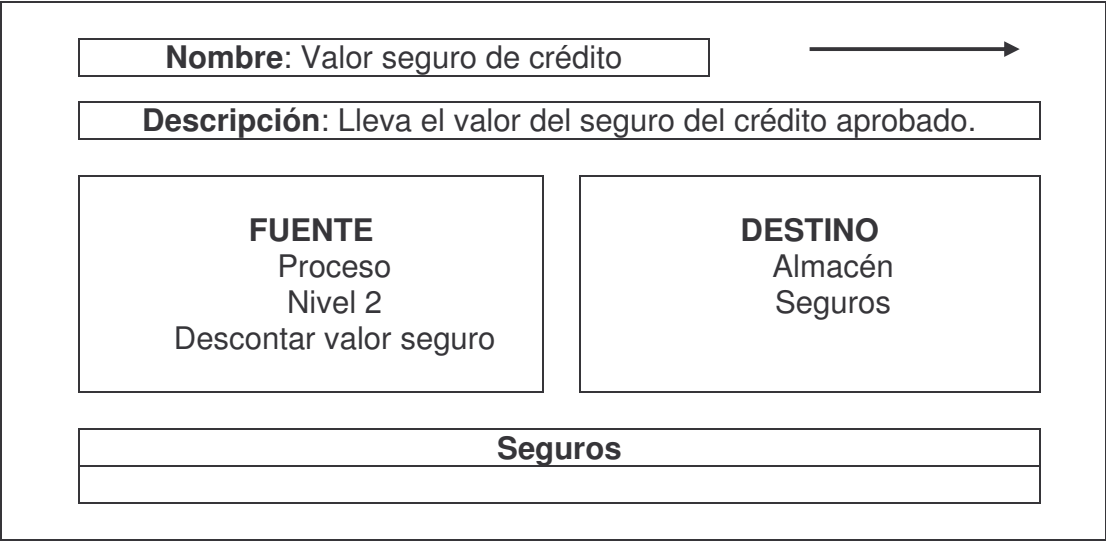 Nombre: Valor seguro de crédito
Descripción: Lleva el valor del seguro del crédito aprobado.
FUENTE
Proceso
Nivel 2
Descontar valor seguro
DESTINO
Almacén
Seguros
Seguros